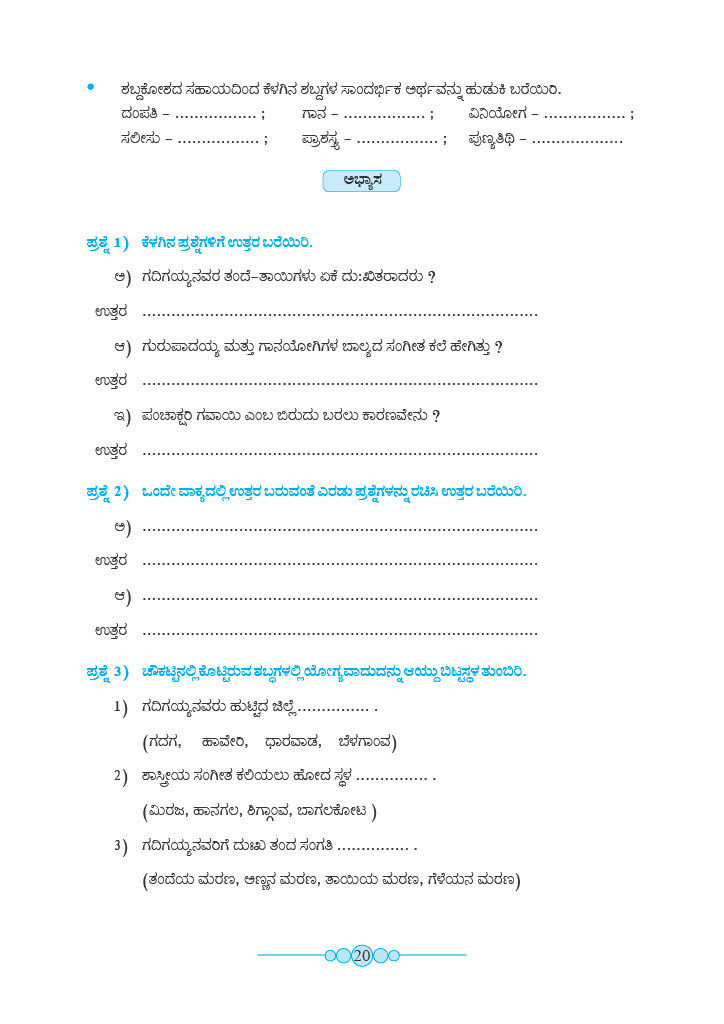 • ಶಬ್ದಕೋಶದ ಸಹಾಯದಿಂದ ಕೆಳಗಿನ ಶಬ್ದಗಳ ಸಾಂದರ್ಭಿಕ ಅರ್ಥವನ್ನು ಹುಡುಕಿ ಬರೆಯಿರಿ.
ದಂಪತಿ – ................. ; ಗಾನ – ................. ; ವಿನಿಯೋಗ – ................. ;
ಸಲೀಸು – ................. ; ಪ್ರಾಶಸ್ತ್ಯ – ................. ; ಪುಣ್ಯತಿಥಿ – ...................
ಅಭ್ಯಾಸ
ಪ್ರಶ್ನೆ 1) ಕೆಳಗಿನ ಪ್ರಶ್ನೆಗಳಿಗೆ ಉತ್ತರ ಬರೆಯಿರಿ.
ಅ) ಗದಿಗಯ್ಯನವರ ತಂದೆ–ತಾಯಿಗಳು ಏಕೆ ದು:ಖಿತರಾದರು ?
ಉತ್ತರ ..................................................................................
ಆ) ಗುರುಪಾದಯ್ಯ ಮತ್ತು ಗಾನಯೋಗಿಗಳ ಬಾಲ್ಯದ ಸಂಗೀತ ಕಲೆ ಹೇಗಿತ್ತು ?
ಉತ್ತರ ..................................................................................
ಇ) ಪಂಚಾಕ್ಷರಿ ಗವಾಯಿ ಎಂಬ ಬಿರುದು ಬರಲು ಕಾರಣವೇನು ?
ಉತ್ತರ ..................................................................................
ಪ್ರಶ್ನೆ 2) ಒಂದೇ ವಾಕ್ಯದಲ್ಲಿ ಉತ್ತರ ಬರುವಂತೆ ಎರಡು ಪ್ರಶ್ನೆಗಳನ್ನು ರಚಿಸಿ ಉತ್ತರ ಬರೆಯಿರಿ.
ಅ) ..................................................................................
ಉತ್ತರ ..................................................................................
ಆ) ..................................................................................
ಉತ್ತರ ..................................................................................
ಪ್ರಶ್ನೆ 3) ಚೌಕಟ್ಟಿನಲ್ಲಿ ಕೊಟ್ಟಿರುವ ಶಬ್ಧಗಳಲ್ಲಿ ಯೋಗ್ಯವಾದುದನ್ನು ಆಯ್ದು ಬಿಟ್ಟಸ್ಥಳ ತುಂಬಿರಿ.
1) ಗದಿಗಯ್ಯನವರು ಹುಟ್ಟಿದ ಜಿಲ್ಲೆ ............... .
(ಗದಗ, ಹಾವೇರಿ, ಧಾರವಾಡ, ಬೆಳಗಾಂವ)
2) ಶಾಸ್ತ್ರೀಯ ಸಂಗೀತ ಕಲಿಯಲು ಹೋದ ಸ್ಥಳ ............... .
(ಮಿರಜ, ಹಾನಗಲ, ಶಿಗ್ಗಾಂವ, ಬಾಗಲಕೋಟ )
3) ಗದಿಗಯ್ಯನವರಿಗೆ ದುಃಖ ತಂದ ಸಂಗತಿ ............... .
(ತಂದೆಯ ಮರಣ, ಅಣ್ಣನ ಮರಣ, ತಾಯಿಯ ಮರಣ, ಗೆಳೆಯನ ಮರಣ)
20